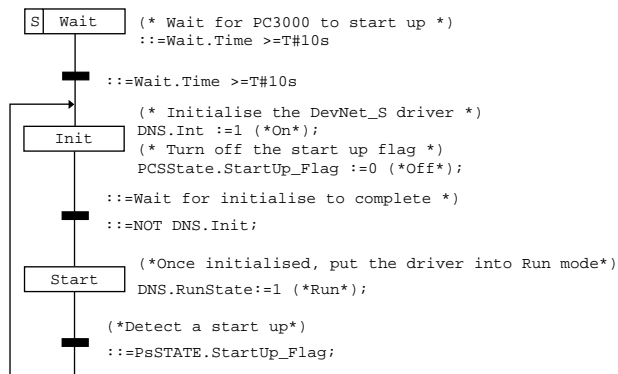 S Wait
(* Wait for PC3000 to start up *)
::=Wait.Time >=T#10s
::=Wait.Time >=T#10s
(* Initialise the DevNet_S driver *)
Init
DNS.Int :=1 (*On*);
(* Turn off the start up flag *)
PCSState.StartUp_Flag :=0 (*Off*);
::=Wait for initialise to complete *)
::=NOT DNS.Init;
(*Once initialised, put the driver into Run mode*)
Start
DNS.RunState:=1 (*Run*);
(*Detect a start up*)
::=PsSTATE.StartUp_Flag;